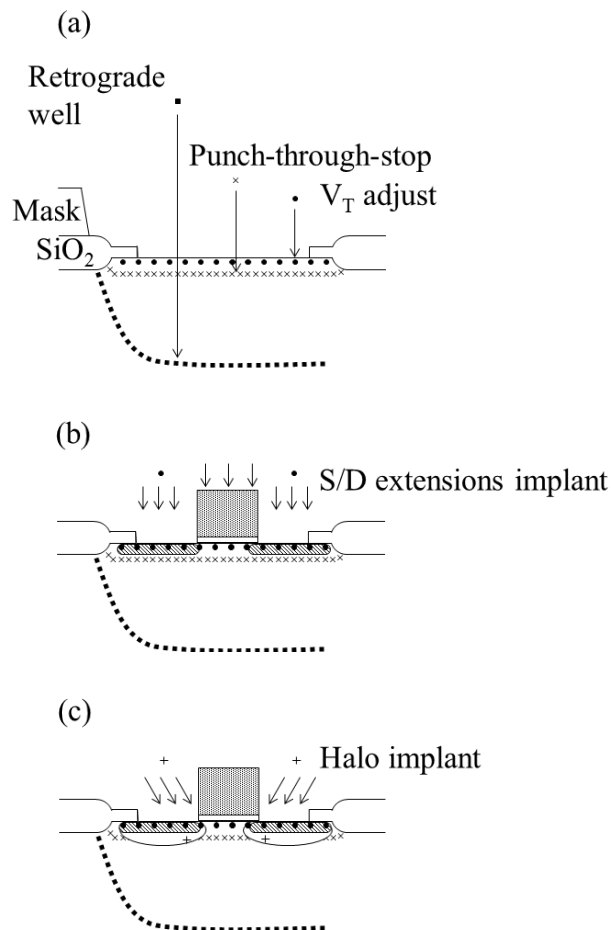 (a)
Retrograde
well
Punch-through-stop
V_T adjust
Mask
SiO₂
(b)
S/D extensions implant
(c)
Halo implant